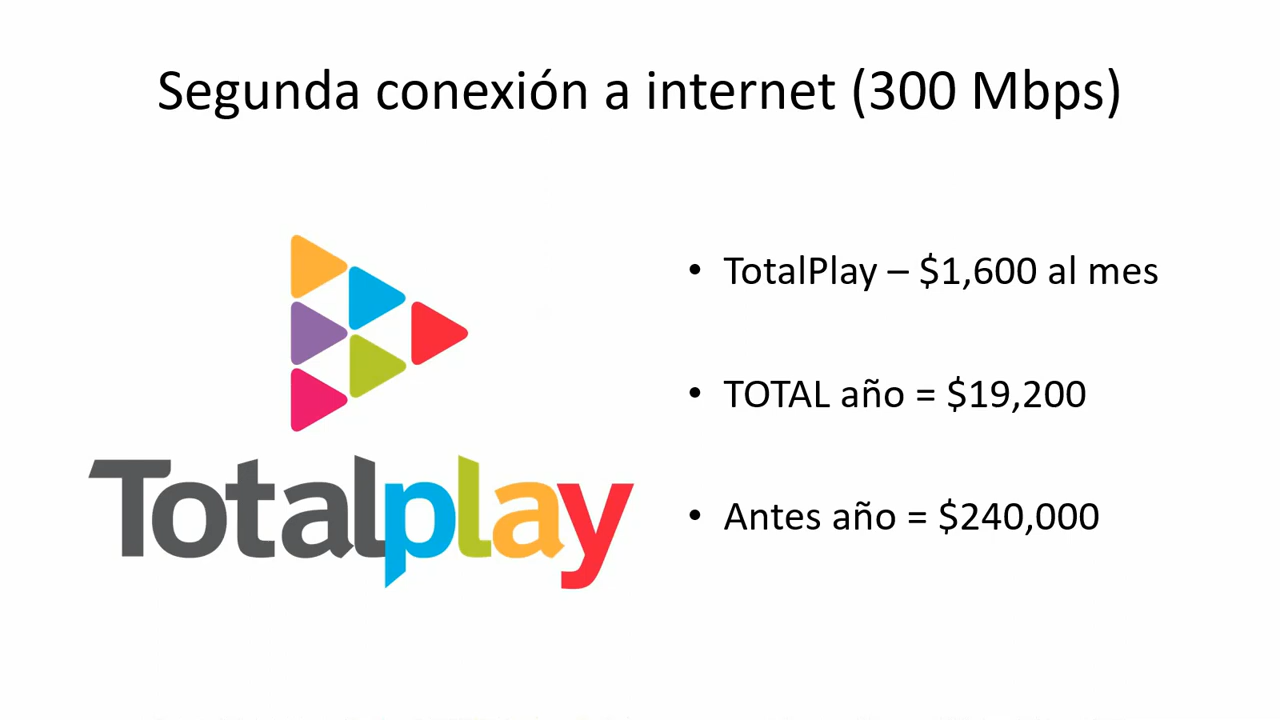 Segunda conexión a internet (300 Mbps)
• TotalPlay – $1,600 al mes
• TOTAL año = $19,200
• Antes año = $240,000
Totalplay